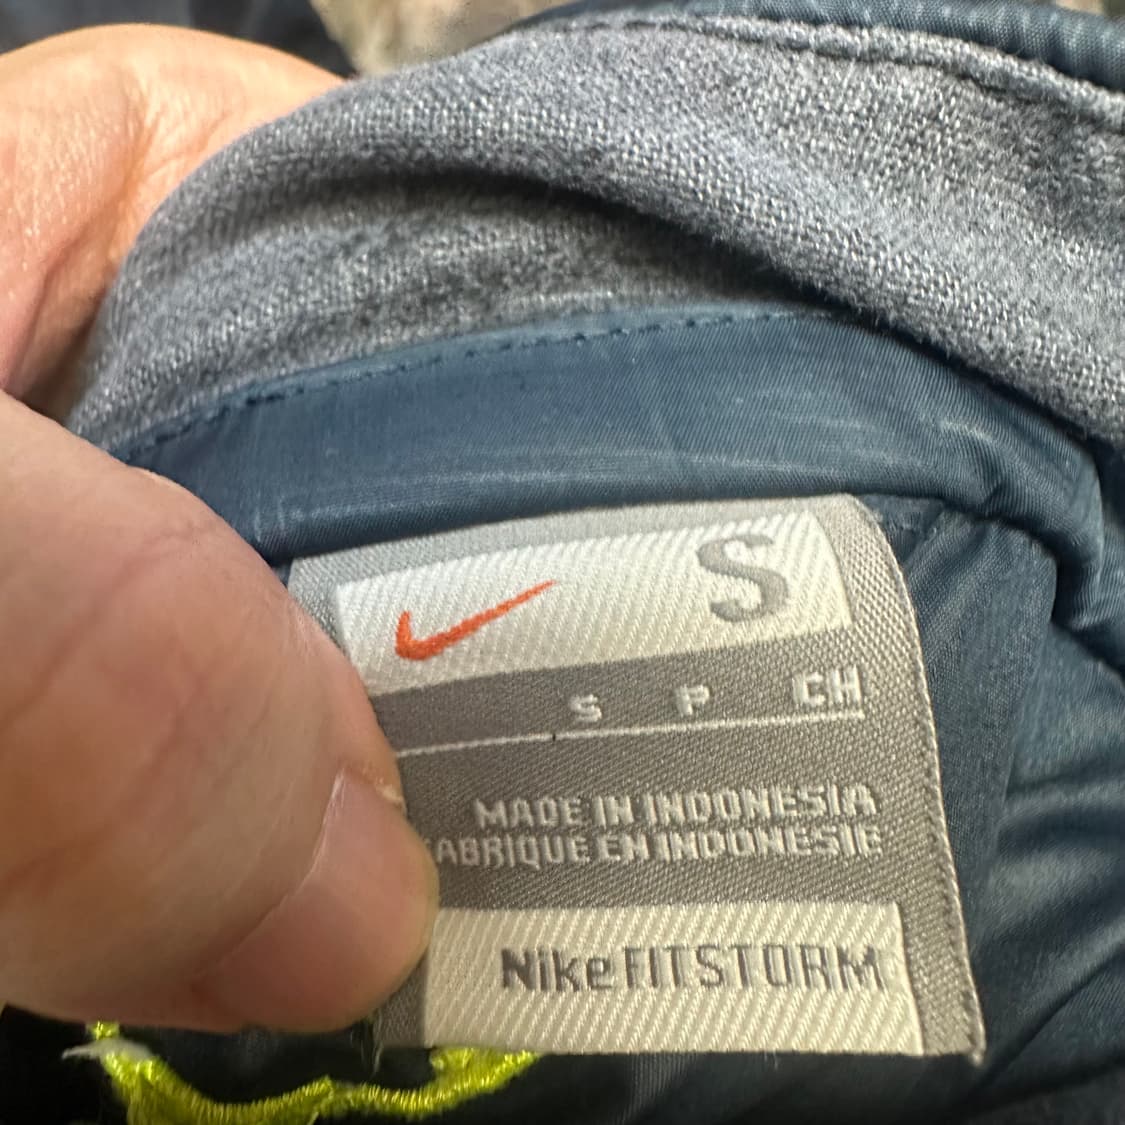 S
S P CH
MADE IN INDONESIA
FABRIQUE EN INDONESIE
Nike FITSTORM